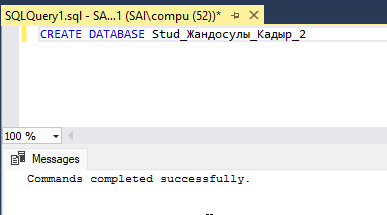 SQLQuery1.sql - SA...1 (SAI\compu (52))*
CREATE DATABASE Stud_Жандосулы_Кадыр_2
100 %
Messages
Commands completed successfully.